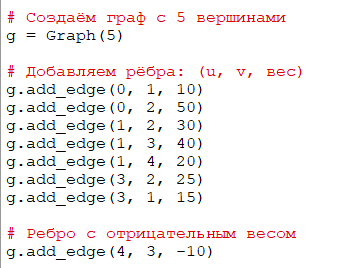 # Создаём граф с 5 вершинами
g = Graph(5)
# Добавляем рёбра: (u, v, вес)
g.add_edge(0, 1, 10)
g.add_edge(0, 2, 50)
g.add_edge(1, 2, 30)
g.add_edge(1, 3, 40)
g.add_edge(1, 4, 20)
g.add_edge(3, 2, 25)
g.add_edge(3, 1, 15)
# Ребро с отрицательным весом
g.add_edge(4, 3, -10)